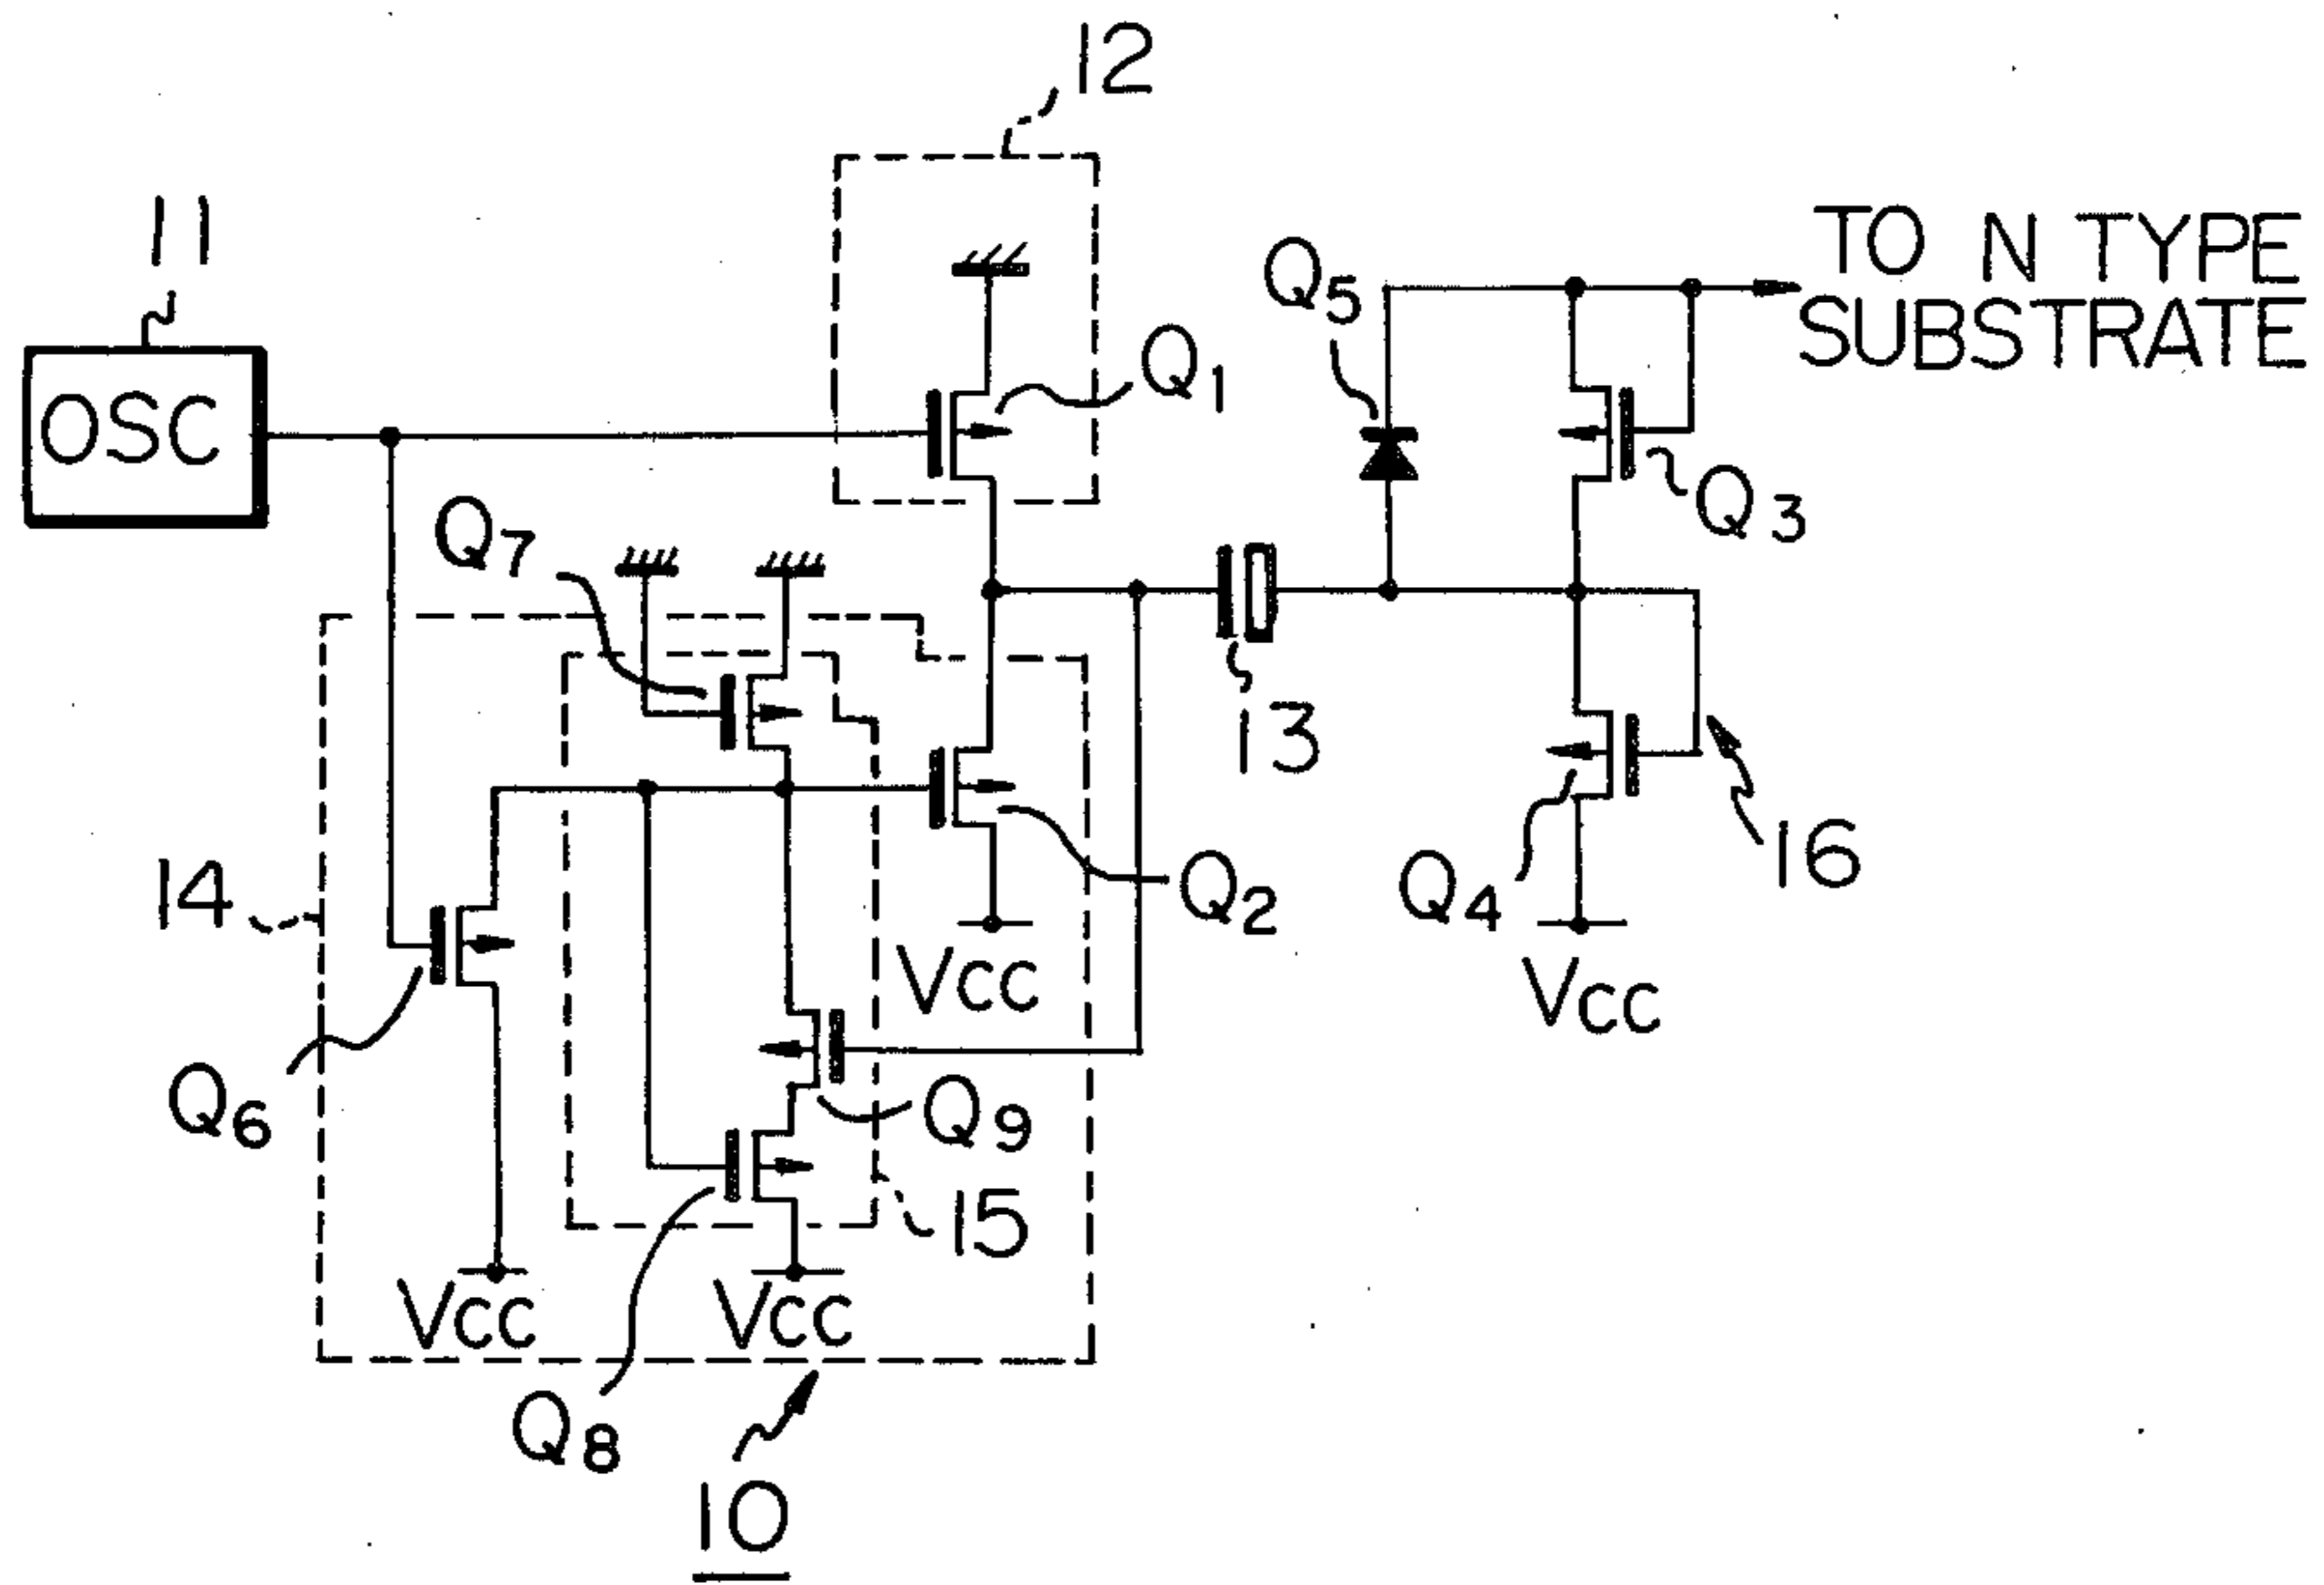 12
11
TO N TYPE
SUBSTRATE
Q5
Q1
OSC
Q3
Q7
13
16
14
Q2
Q4
VCC
VCC
Q6
Q9
15
VCC
VCC
Q8
10